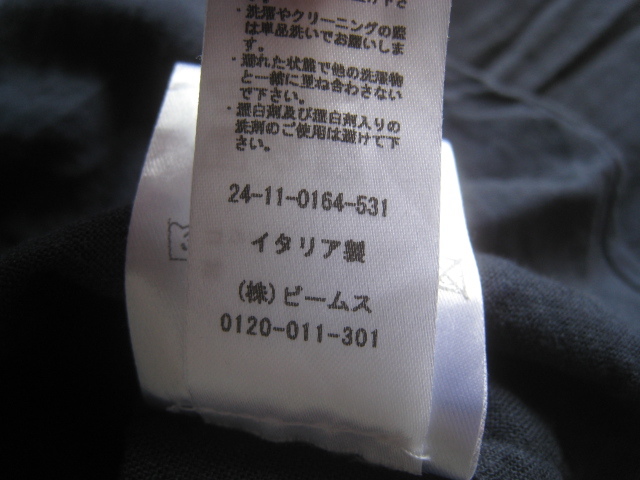 ・洗濯やクリーニングの際
は単品洗いでお願いしま
す。
・濡れた状態で他の洗濯物
と一緒に重ね合わさない
で下さい。
・蛍白剤及び蛍白剤入りの
洗剤のご使用は避けて下
さい。
24-11-0164-531
イタリア製
(株)ビームス
0120-011-301